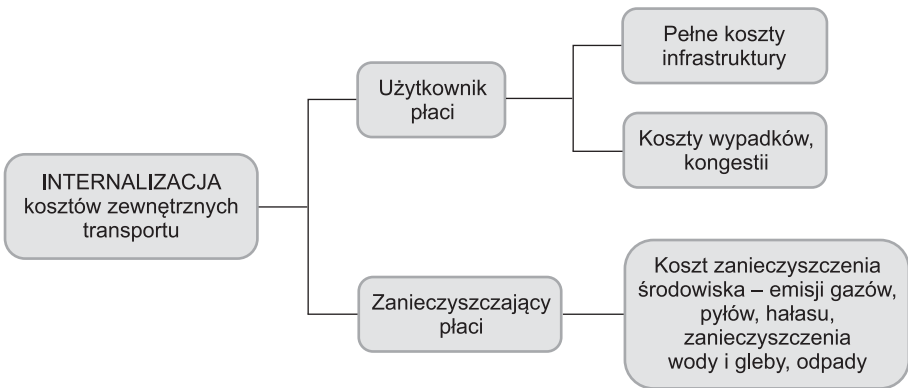 INTERNALIZACJA
kosztów zewnętrznych
transportu
Użytkownik
płaci
Pełne koszty
infrastruktury
Koszty wypadków,
kongestii
Zanieczyszczający
płaci
Koszt zanieczyszczenia
środowiska – emisji gazów,
pyłów, hałasu,
zanieczyszczenia
wody i gleby, odpady